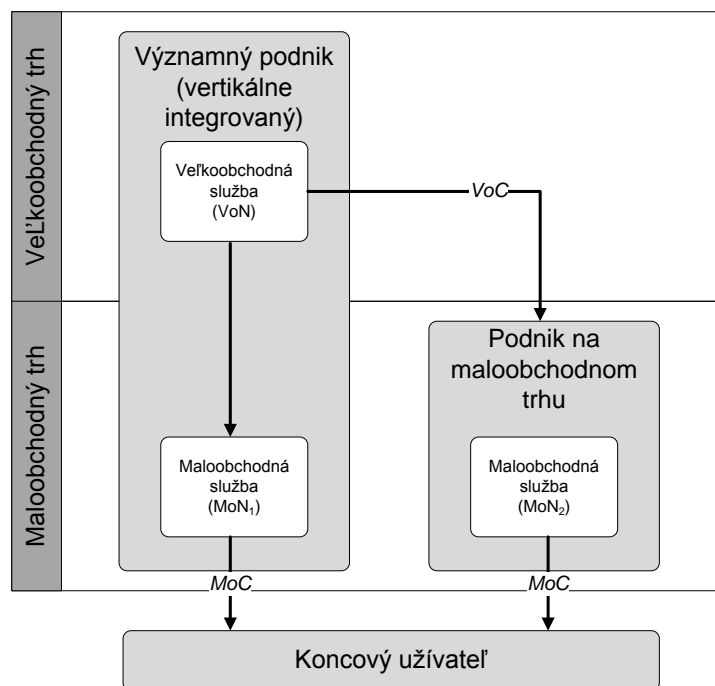 Veľkoobchodný trh
Významný podnik
(vertikálne
integrovaný)
Veľkoobchodná
služba
(VoN)
VoC
Maloobchodný trh
Podnik na
maloobchodnom
trhu
Maloobchodná
služba
(MoN₁)
Maloobchodná
služba
(MoN₂)
MoC
MoC
Koncový užívateľ